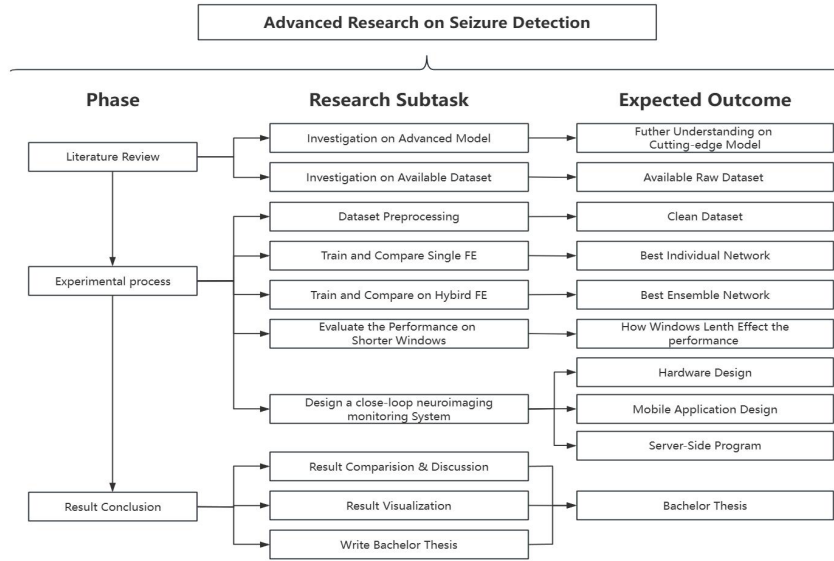 Advanced Research on Seizure Detection
Phase
Research Subtask
Expected Outcome
Literature Review
Investigation on Advanced Model
Futher Understanding on
Cutting-edge Model
Investigation on Available Dataset
Available Raw Dataset
Experimental process
Dataset Preprocessing
Clean Dataset
Train and Compare Single FE
Best Individual Network
Train and Compare on Hybird FE
Best Ensemble Network
Evaluate the Performance on
Shorter Windows
How Windows Lenth Effect the
performance
Design a close-loop neuroimaging
monitoring System
Hardware Design
Mobile Application Design
Server-Side Program
Result Conclusion
Result Comparision & Discussion
Result Visualization
Write Bachelor Thesis
Bachelor Thesis